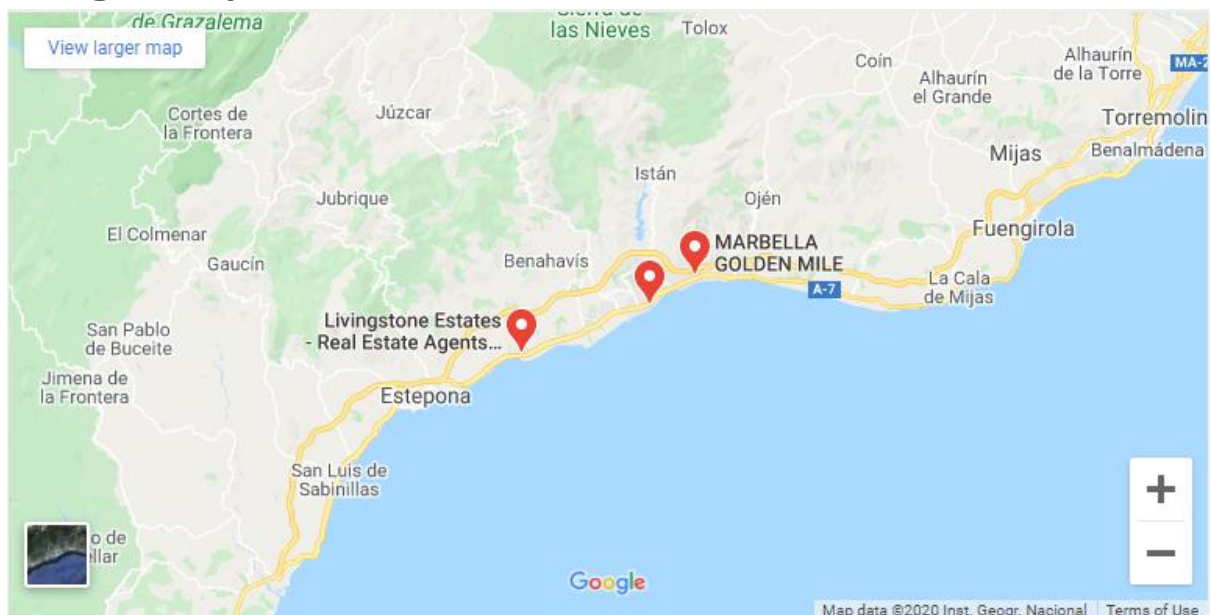 de Grazalema
las Nieves
Tolox
View larger map
Coín
Alhaurín
de la Torre
MA-2
Alhaurín
el Grande
Cortes de
la Frontera
Júzcar
Torremolin
Mijas
Benalmádena
Istán
Ojén
Jubrique
El Colmenar
Fuengirola
MARBELLA
GOLDEN MILE
Benahavís
Gaucín
La Cala
de Mijas
A-7
Livingstone Estates
- Real Estate Agents...
San Pablo
de Buceite
Jimena de
la Frontera
Estepona
San Luis de
Sabinillas
o de
ellar
Google
Map data ©2020 Inst. Geogr. Nacional
Terms of Use